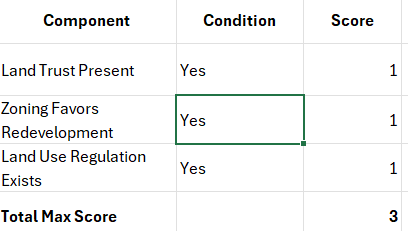 Component Condition Score
Land Trust Present Yes 1
Zoning Favors
Redevelopment Yes 1
Land Use Regulation
Exists Yes 1
Total Max Score 3